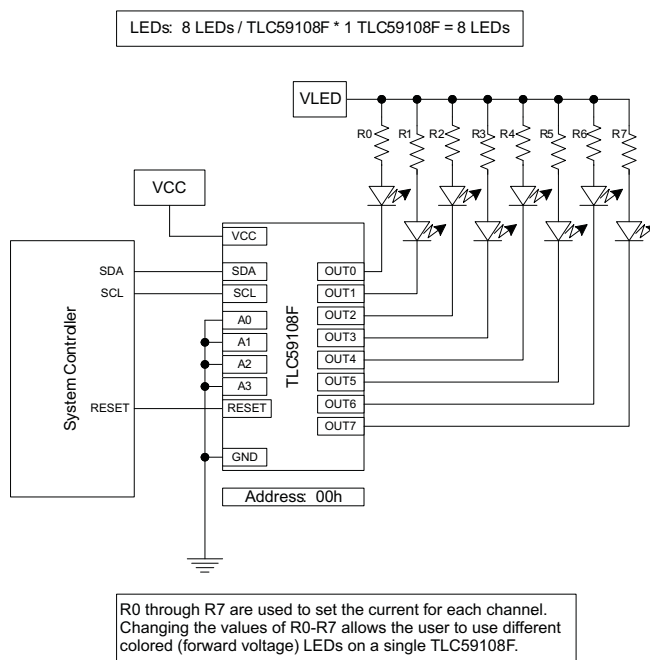 LEDs: 8 LEDs / TLC59108F * 1 TLC59108F = 8 LEDs
VLED
R0 R1 R2 R3 R4 R5 R6 R7
VCC
VCC
SDA SDA OUT0
SCL SCL OUT1
A0 OUT2
A1 OUT3
A2 OUT4
A3 OUT5
RESET RESET OUT6
OUT7
GND
System Controller
TLC59108F
Address: 00h
R0 through R7 are used to set the current for each channel.
Changing the values of R0-R7 allows the user to use different
colored (forward voltage) LEDs on a single TLC59108F.